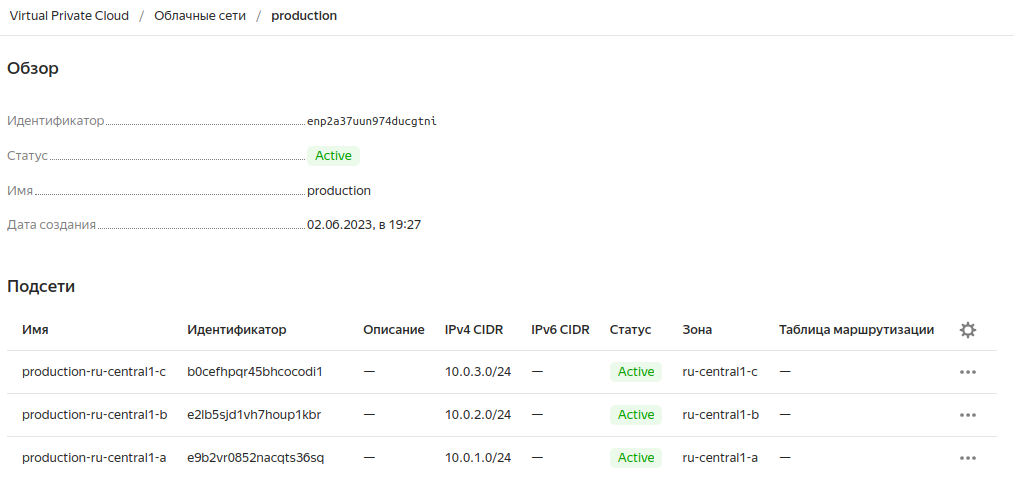 Virtual Private Cloud / Облачные сети / production
Обзор
Идентификатор enp2a37uun974ducgtni
Статус Active
Имя production
Дата создания 02.06.2023, в 19:27
Подсети
Имя Идентификатор Описание IPv4 CIDR IPv6 CIDR Статус Зона Таблица маршрутизации
production-ru-central1-c b0cefhpqr45bhcocodi1 — 10.0.3.0/24 — Active ru-central1-c —
production-ru-central1-b e2lb5sjd1vh7houp1kbr — 10.0.2.0/24 — Active ru-central1-b —
production-ru-central1-a e9b2vr0852nacqts36sq — 10.0.1.0/24 — Active ru-central1-a —